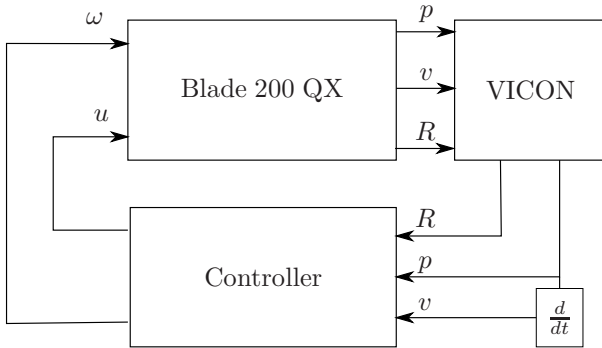 ω
p
Blade 200 QX
v
VICON
u
R
R
Controller
p
v
d/dt